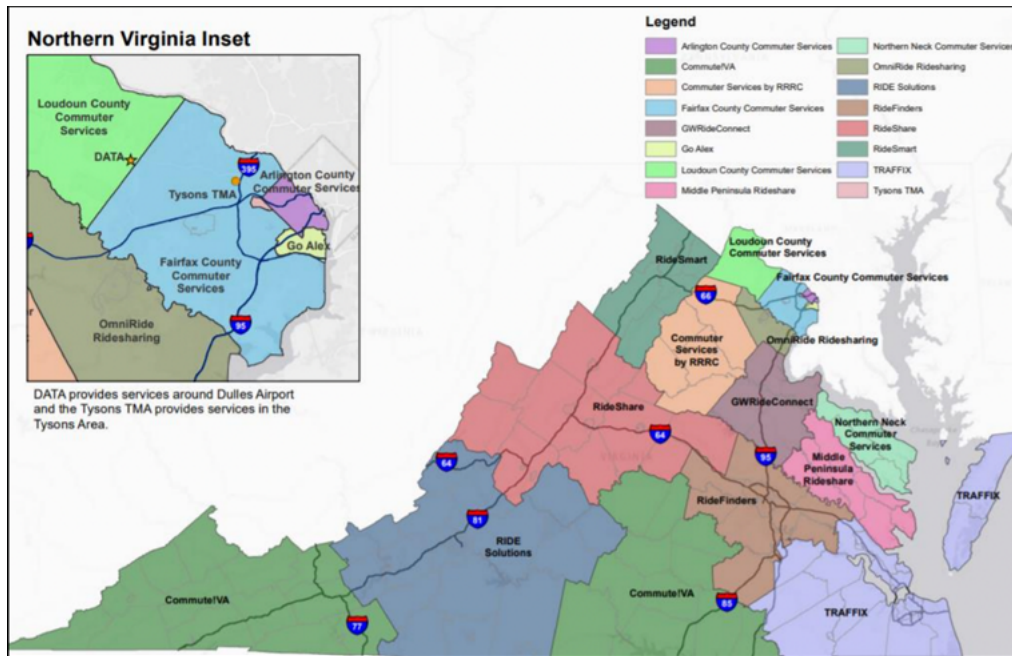 Northern Virginia Inset
Loudoun County
Commuter
Services
DATA
395
Tysons TMA
Arlington County
Commuter Services
Go Alex
Fairfax County
Commuter
Services
95
OmniRide
Ridesharing
DATA provides services around Dulles Airport
and the Tysons TMA provides services in the
Tysons Area.
Legend
Arlington County Commuter Services
Commute!VA
Commuter Services by RRRC
Fairfax County Commuter Services
GWRideConnect
Go Alex
Loudoun County Commuter Services
Middle Peninsula Rideshare
Northern Neck Commuter Services
OmniRide Ridesharing
RIDE Solutions
RideFinders
RideShare
RideSmart
TRAFFIX
Tysons TMA
Loudoun County
Commuter Services
RideSmart
Fairfax County Commuter Services
66
Commuter
Services
by RRRC
OmniRide Ridesharing
RideShare
GWRideConnect
64
Northern Neck
Commuter
Services
95
Middle
Peninsula
Rideshare
64
TRAFFIX
RideFinders
81
RIDE
Solutions
Commute!VA
Commute!VA
85
TRAFFIX
77